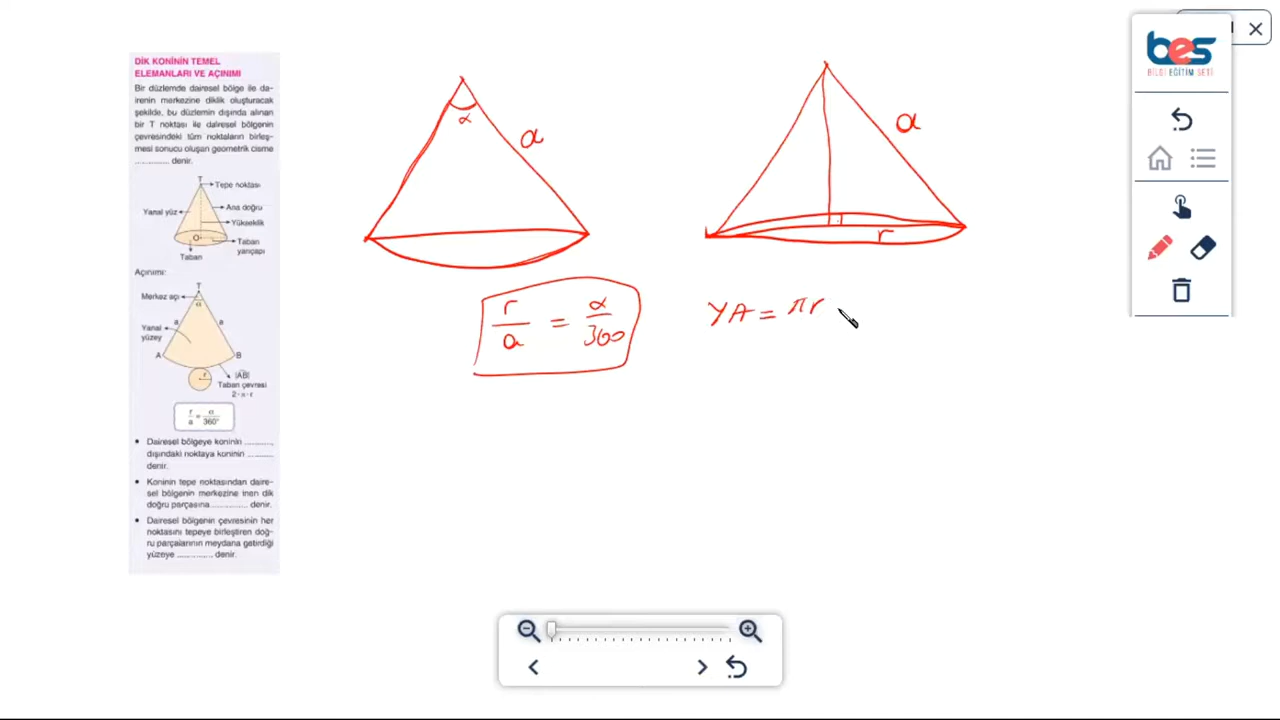 DİK KONİNİN TEMEL
ELEMANLARI VE AÇINIMI
Bir düzlemde dairesel bölge ile da-
irenin merkezine diklik oluşturacak
şekilde, bu düzlemin dışında alınan
bir T noktası ile dairesel bölgenin
çevresindeki tüm noktaların birleş-
mesi sonucu oluşan geometrik cisme
.............. denir.
T
Tepe noktası
Yanal yüz
Ana doğru
Yükseklik
O
Taban
yarıçapı
Taban
Açınımı:
T
Merkez açı
α
a
a
Yanal
yüzey
A
B
r
|AB|
Taban çevresi
2·π·r
r/a = α/360°
• Dairesel bölgeye koninin ..........,
dışındaki noktaya koninin ..........
denir.
• Koninin tepe noktasından daire-
sel bölgenin merkezine inen dik
doğru parçasına.............. denir.
• Dairesel bölgenin çevresinin her
noktasını tepeye birleştiren doğ-
ru parçalarının meydana getirdiği
yüzeye .............. denir.
α
a
r/a = α/360
a
r
YA = πr
bes
BİLGİ EĞİTİM SETİ